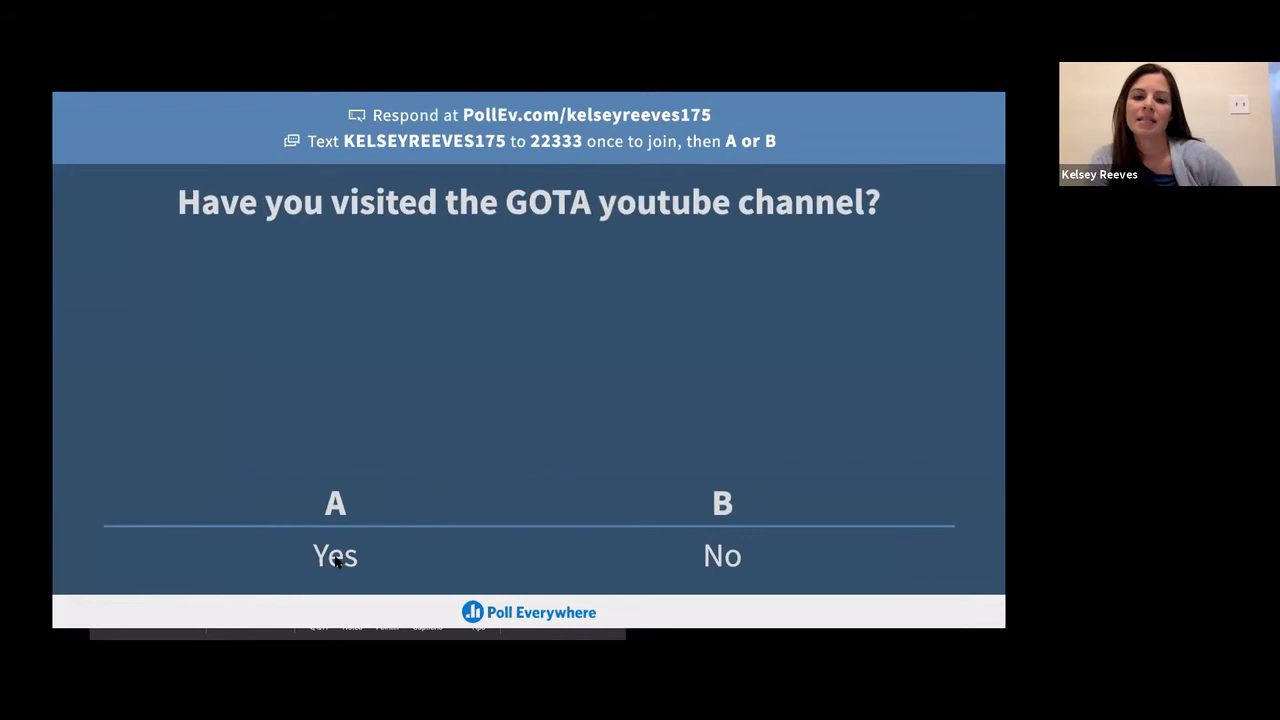 Respond at PollEv.com/kelseyreeves175
Text KELSEYREEVES175 to 22333 once to join, then A or B
Kelsey Reeves
Have you visited the GOTA youtube channel?
A B
Yes No
Poll Everywhere